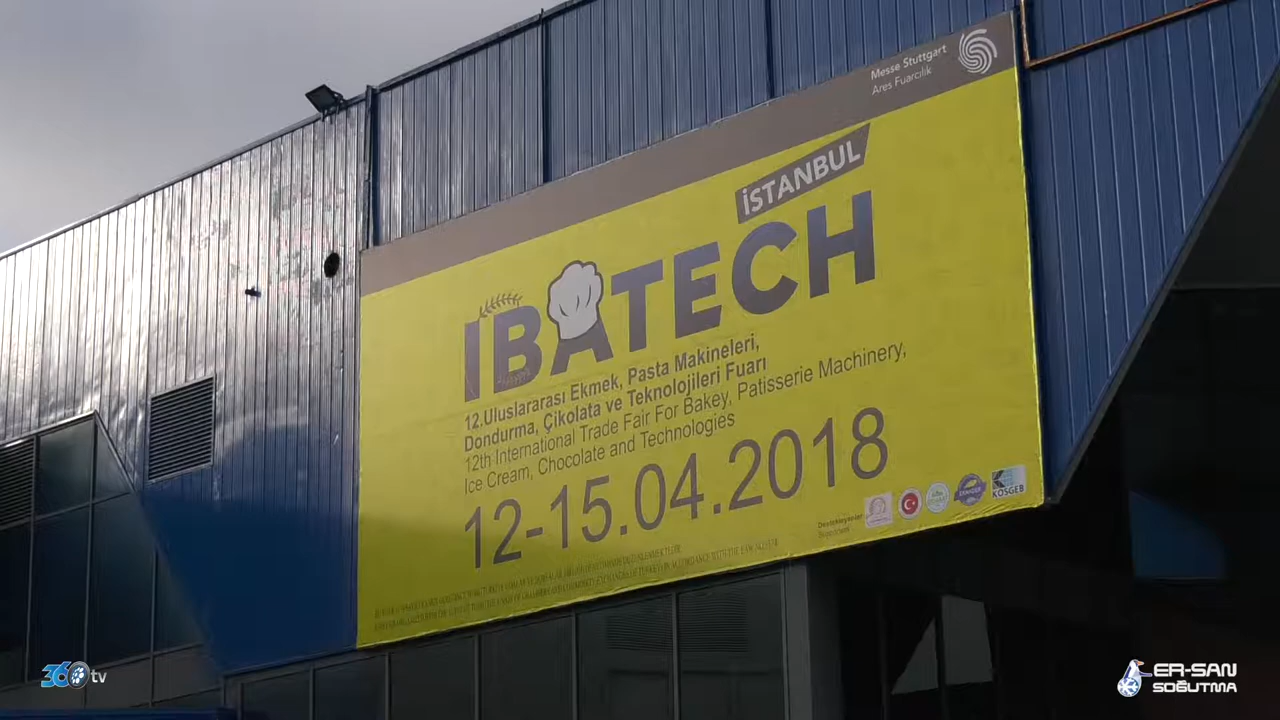 Messe Stuttgart
Ares Fuarcılık
İSTANBUL
IBATECH
12.Uluslararası Ekmek, Pasta Makineleri,
Dondurma, Çikolata ve Teknolojileri Fuarı
12th International Trade Fair For Bakey, Patisserie Machinery,
Ice Cream, Chocolate and Technologies
12-15.04.2018
Destekleyenler
KOSGEB
360tv
ER-SAN
SOĞUTMA